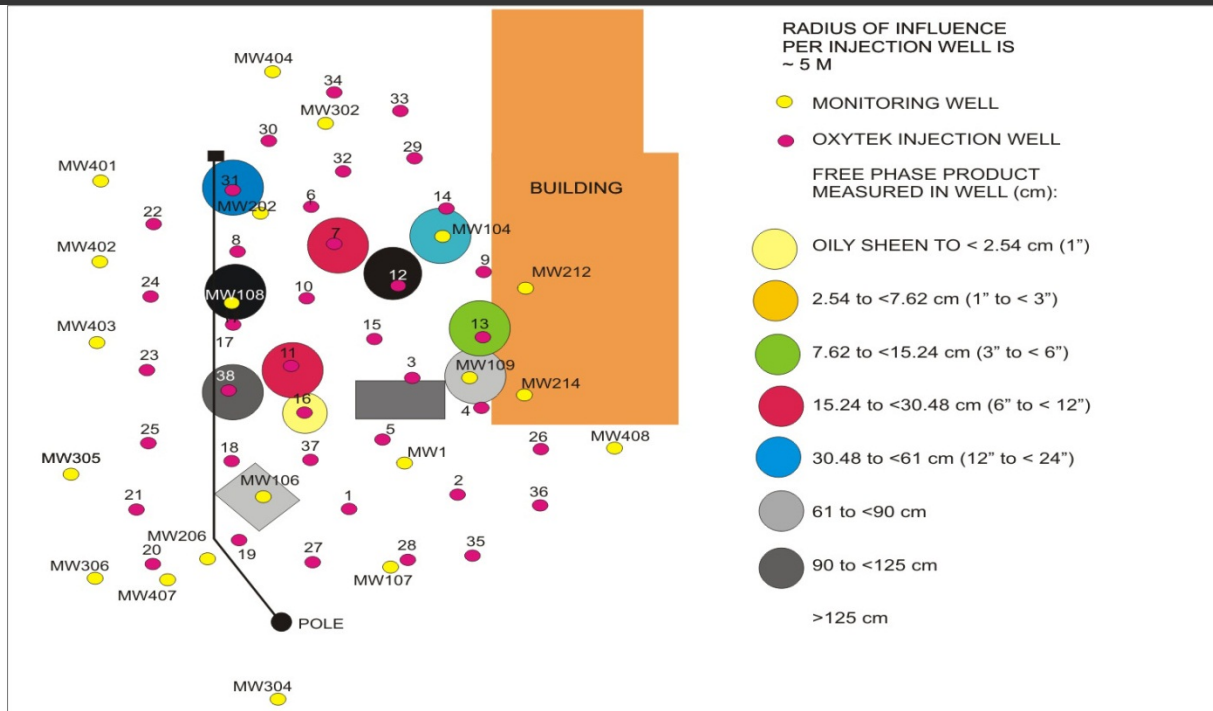 MW404
34
33
MW302
30
29
32
MW401
31
MW202
6
14
BUILDING
22
8
7
MW104
MW402
9
MW212
12
24
MW108
10
MW403
17
15
13
23
11
3
MW109
38
MW214
16
4
25
5
26
MW408
18
37
MW1
MW305
MW106
2
36
21
1
MW206
19
20
27
28
35
MW306
MW407
MW107
POLE
MW304
RADIUS OF INFLUENCE
PER INJECTION WELL IS
~ 5 M
MONITORING WELL
OXYTEK INJECTION WELL
FREE PHASE PRODUCT
MEASURED IN WELL (cm):
OILY SHEEN TO < 2.54 cm (1”)
2.54 to <7.62 cm (1” to < 3”)
7.62 to <15.24 cm (3” to < 6”)
15.24 to <30.48 cm (6” to < 12”)
30.48 to <61 cm (12” to < 24”)
61 to <90 cm
90 to <125 cm
>125 cm